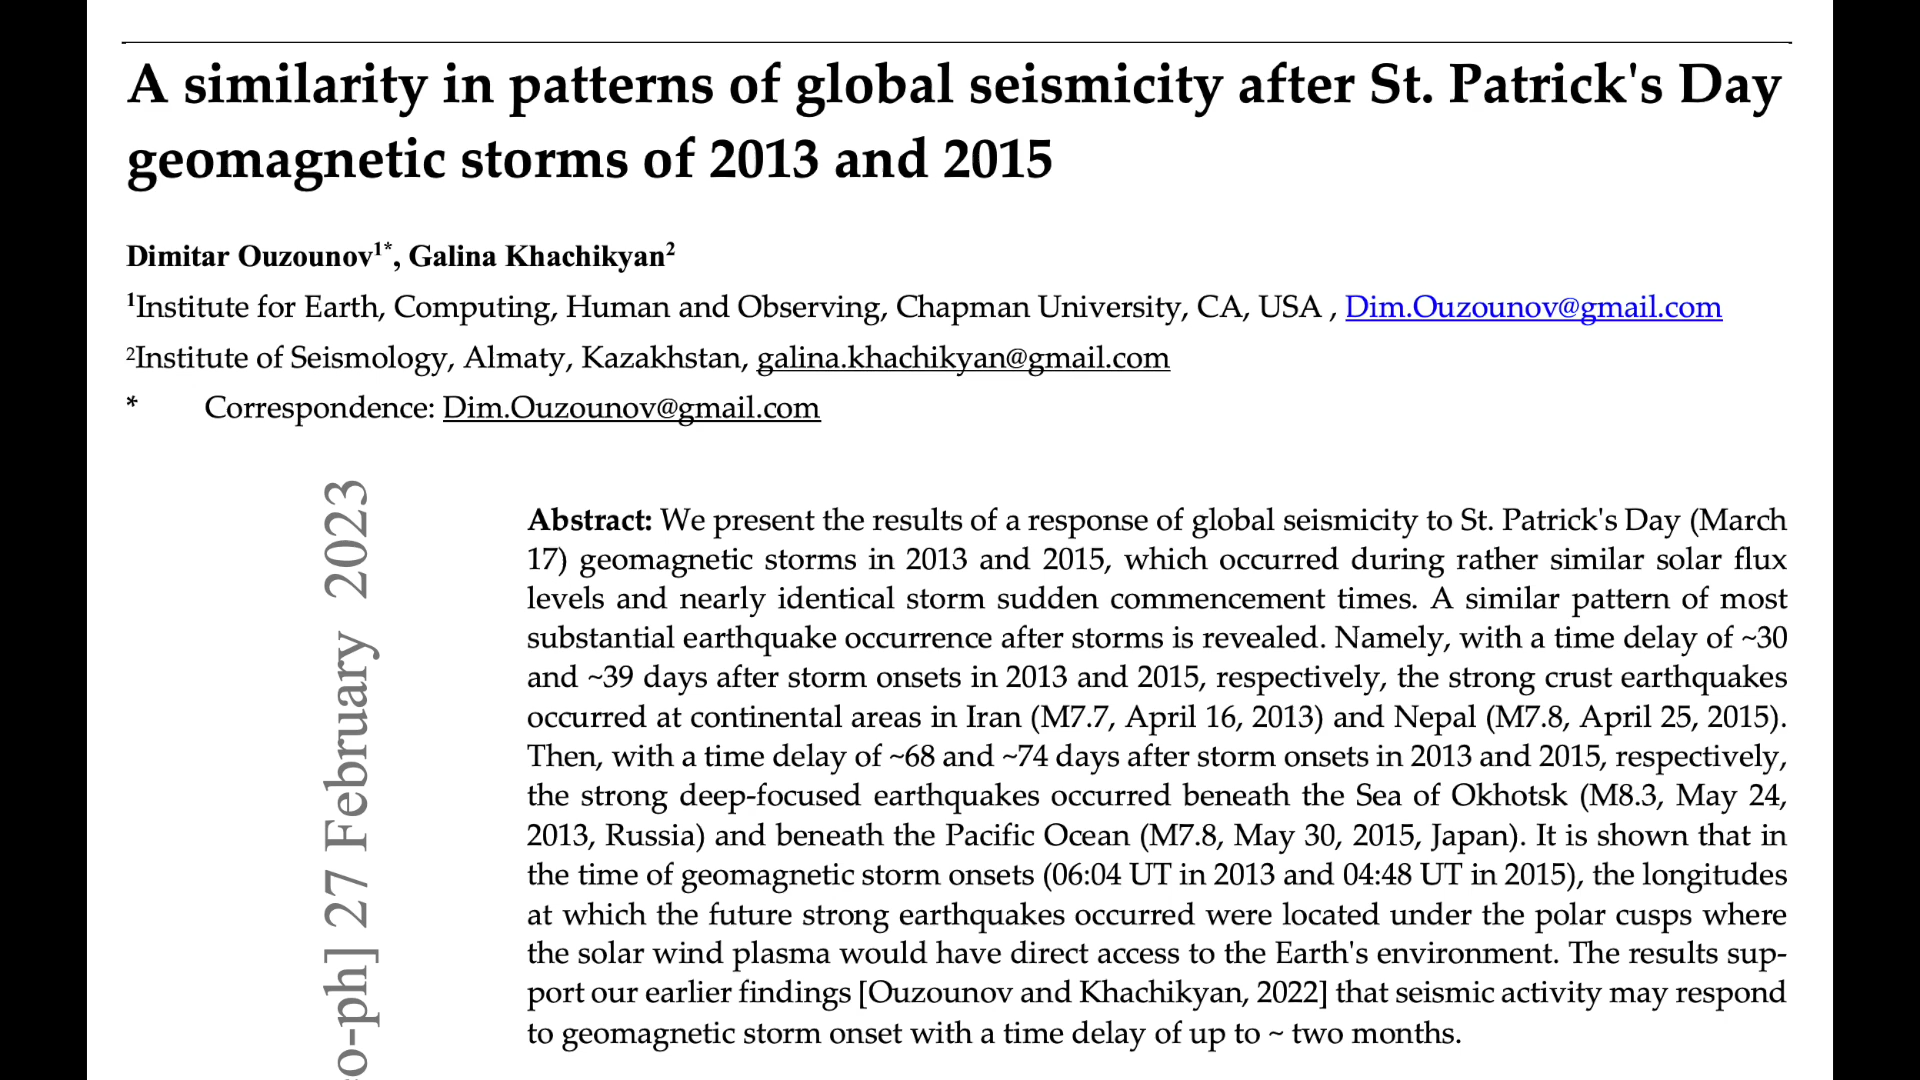 A similarity in patterns of global seismicity after St. Patrick's Day
geomagnetic storms of 2013 and 2015
Dimitar Ouzounov1*, Galina Khachikyan2
1Institute for Earth, Computing, Human and Observing, Chapman University, CA, USA , Dim.Ouzounov@gmail.com
2Institute of Seismology, Almaty, Kazakhstan, galina.khachikyan@gmail.com
* Correspondence: Dim.Ouzounov@gmail.com
o-ph] 27 February 2023
Abstract: We present the results of a response of global seismicity to St. Patrick's Day (March
17) geomagnetic storms in 2013 and 2015, which occurred during rather similar solar flux
levels and nearly identical storm sudden commencement times. A similar pattern of most
substantial earthquake occurrence after storms is revealed. Namely, with a time delay of ~30
and ~39 days after storm onsets in 2013 and 2015, respectively, the strong crust earthquakes
occurred at continental areas in Iran (M7.7, April 16, 2013) and Nepal (M7.8, April 25, 2015).
Then, with a time delay of ~68 and ~74 days after storm onsets in 2013 and 2015, respectively,
the strong deep-focused earthquakes occurred beneath the Sea of Okhotsk (M8.3, May 24,
2013, Russia) and beneath the Pacific Ocean (M7.8, May 30, 2015, Japan). It is shown that in
the time of geomagnetic storm onsets (06:04 UT in 2013 and 04:48 UT in 2015), the longitudes
at which the future strong earthquakes occurred were located under the polar cusps where
the solar wind plasma would have direct access to the Earth's environment. The results sup-
port our earlier findings [Ouzounov and Khachikyan, 2022] that seismic activity may respond
to geomagnetic storm onset with a time delay of up to ~ two months.